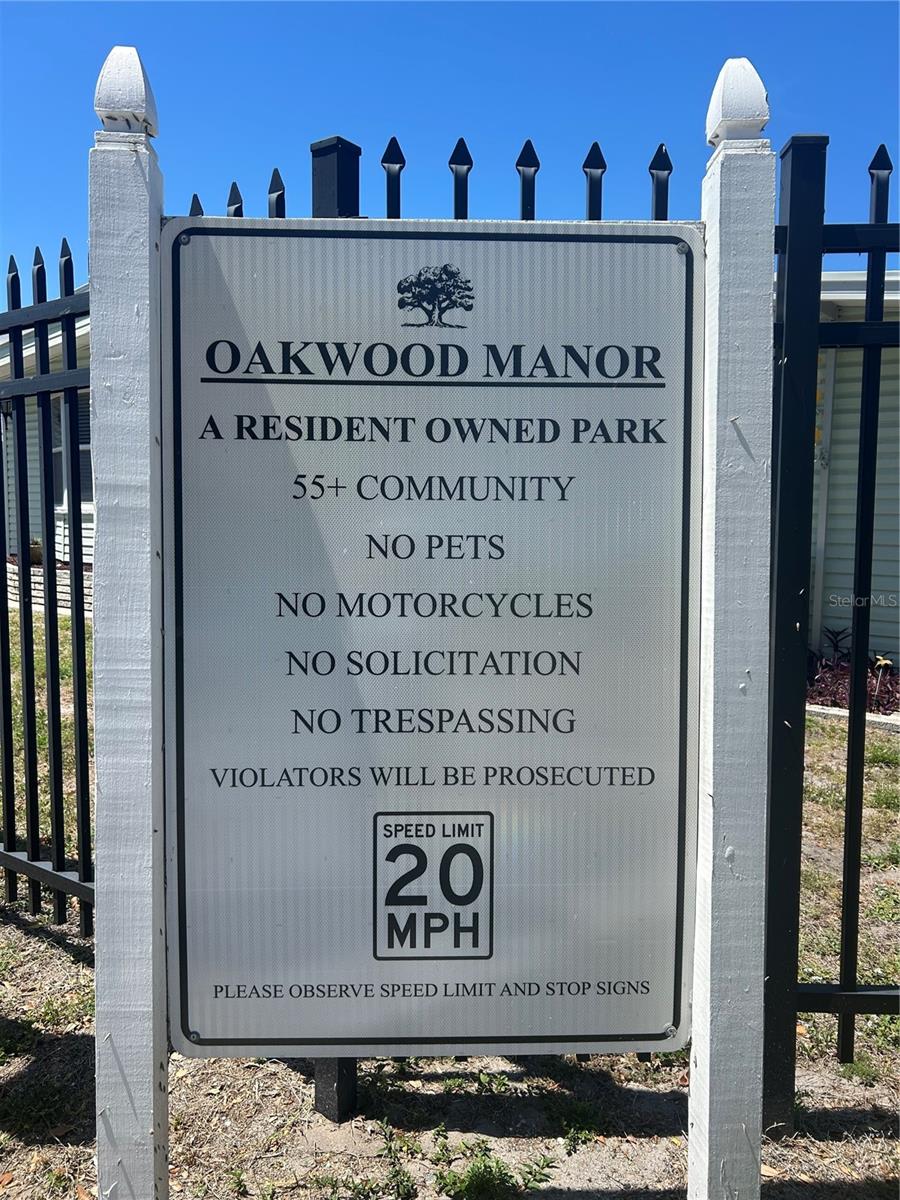 OAKWOOD MANOR
A RESIDENT OWNED PARK
55+ COMMUNITY
NO PETS
NO MOTORCYCLES
NO SOLICITATION
NO TRESPASSING
VIOLATORS WILL BE PROSECUTED
SPEED LIMIT
20
MPH
PLEASE OBSERVE SPEED LIMIT AND STOP SIGNS
StellarMLS